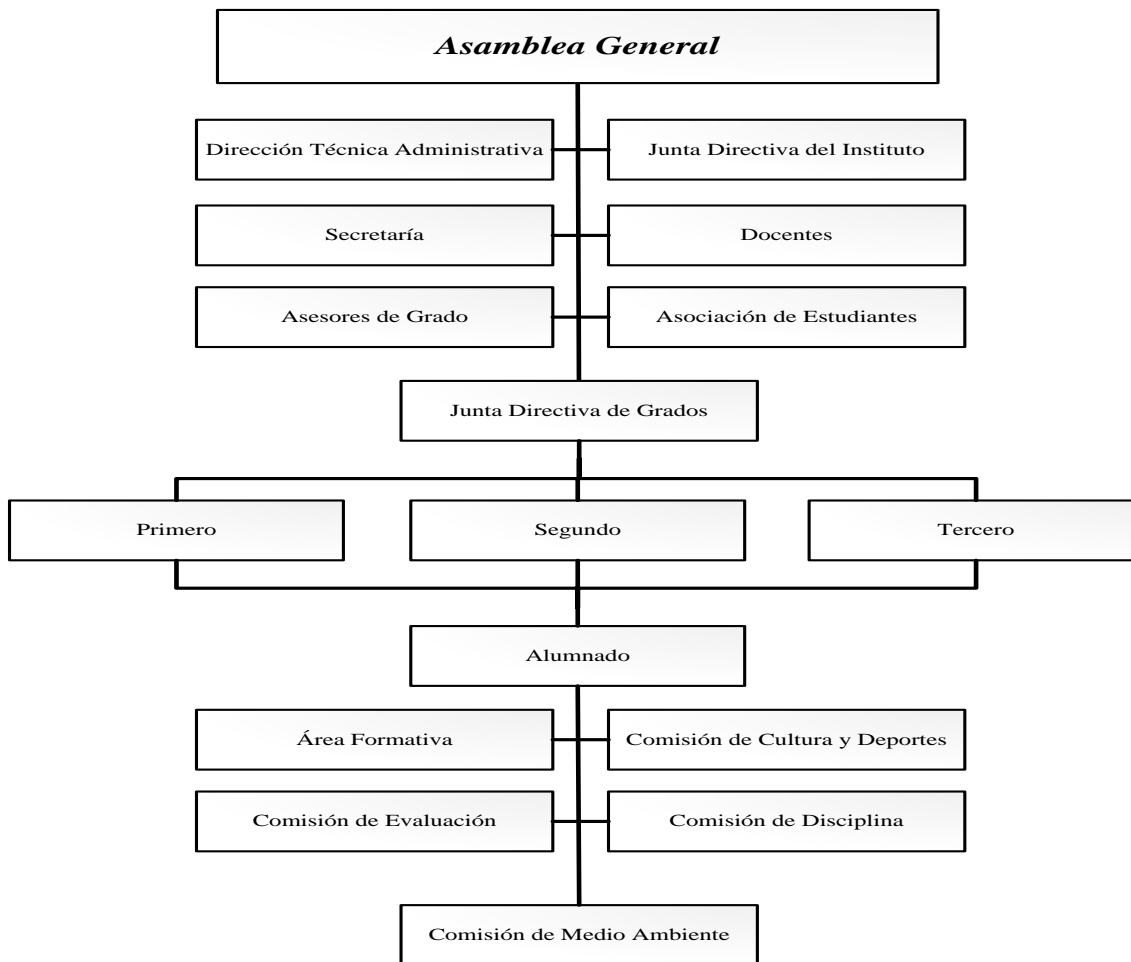 Asamblea General
Dirección Técnica Administrativa
Junta Directiva del Instituto
Secretaría
Docentes
Asesores de Grado
Asociación de Estudiantes
Junta Directiva de Grados
Primero
Segundo
Tercero
Alumnado
Área Formativa
Comisión de Cultura y Deportes
Comisión de Evaluación
Comisión de Disciplina
Comisión de Medio Ambiente